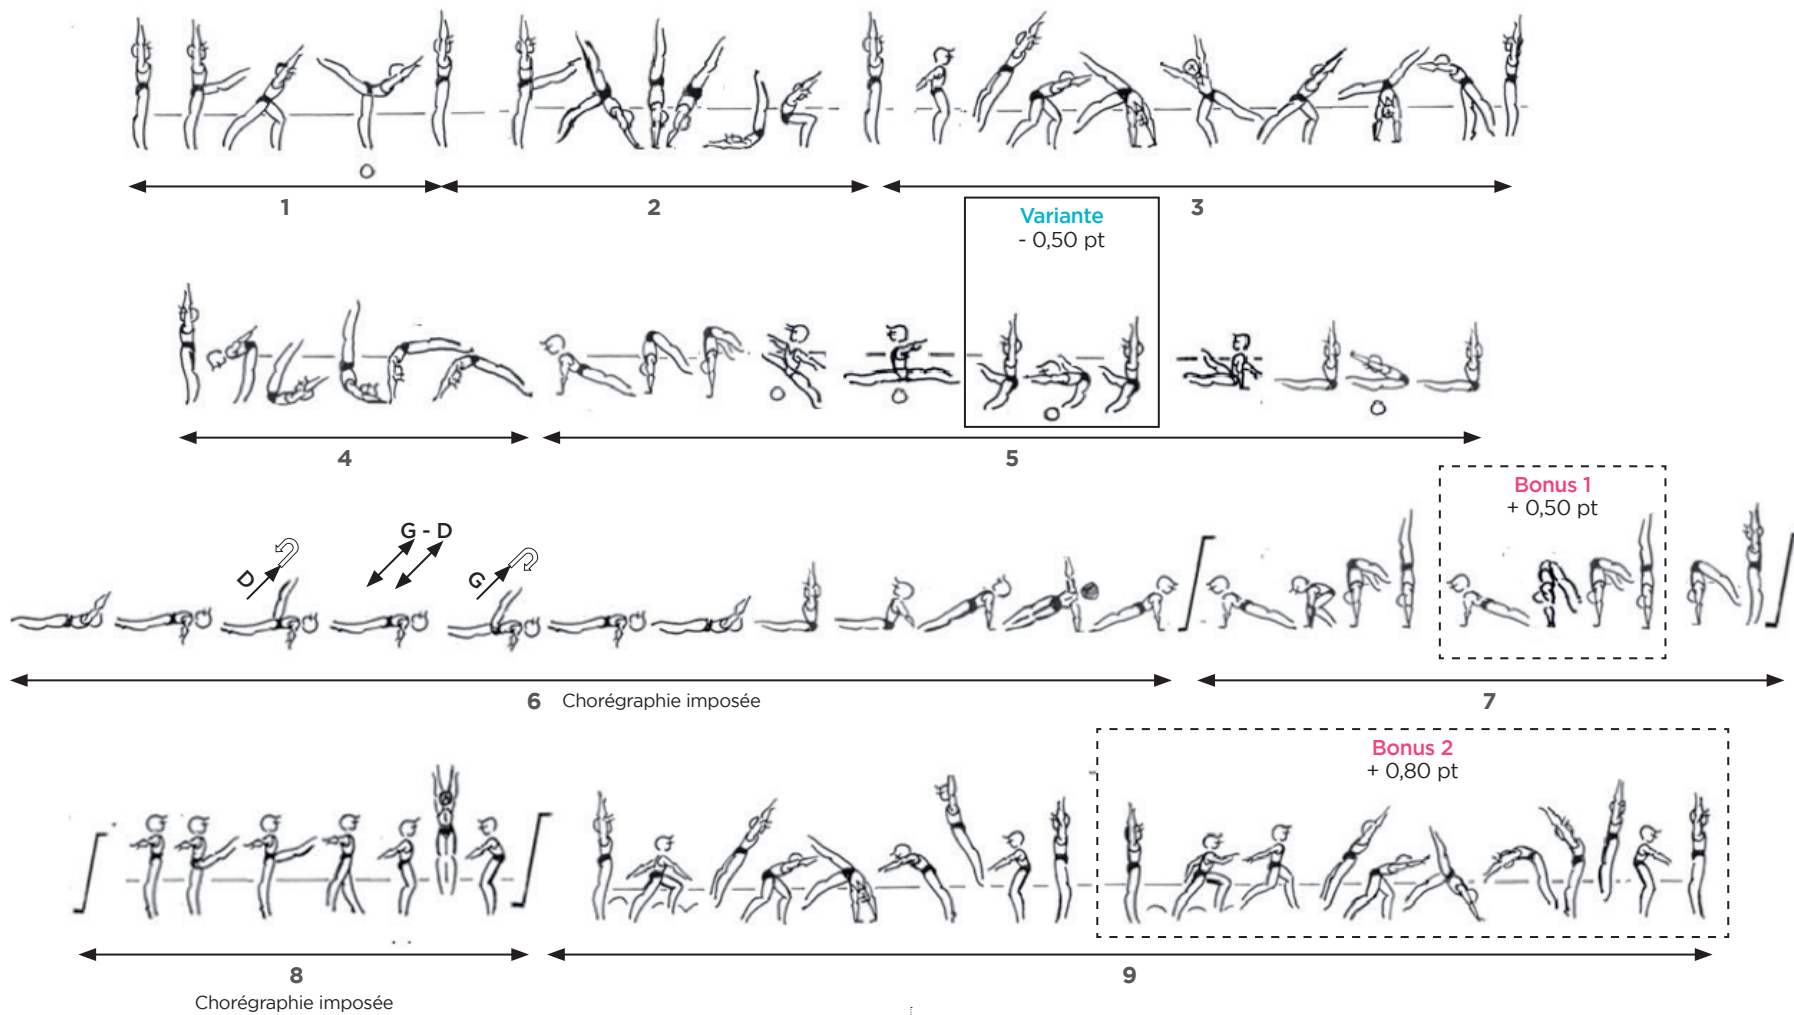 1
2
3
Variante
- 0,50 pt
4
5
Bonus 1
+ 0,50 pt
D
G - D
G
6 Chorégraphie imposée
7
Bonus 2
+ 0,80 pt
8
Chorégraphie imposée
9